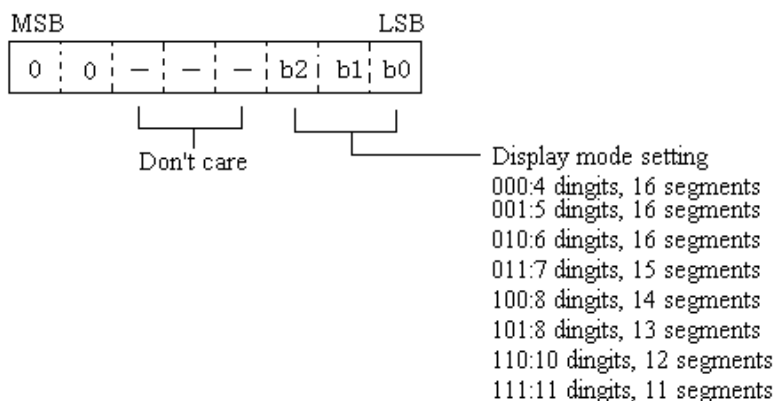 MSB LSB
0 0 — — — b2 b1 b0
Don't care
Display mode setting
000:4 dingits, 16 segments
001:5 dingits, 16 segments
010:6 dingits, 16 segments
011:7 dingits, 15 segments
100:8 dingits, 14 segments
101:8 dingits, 13 segments
110:10 dingits, 12 segments
111:11 dingits, 11 segments